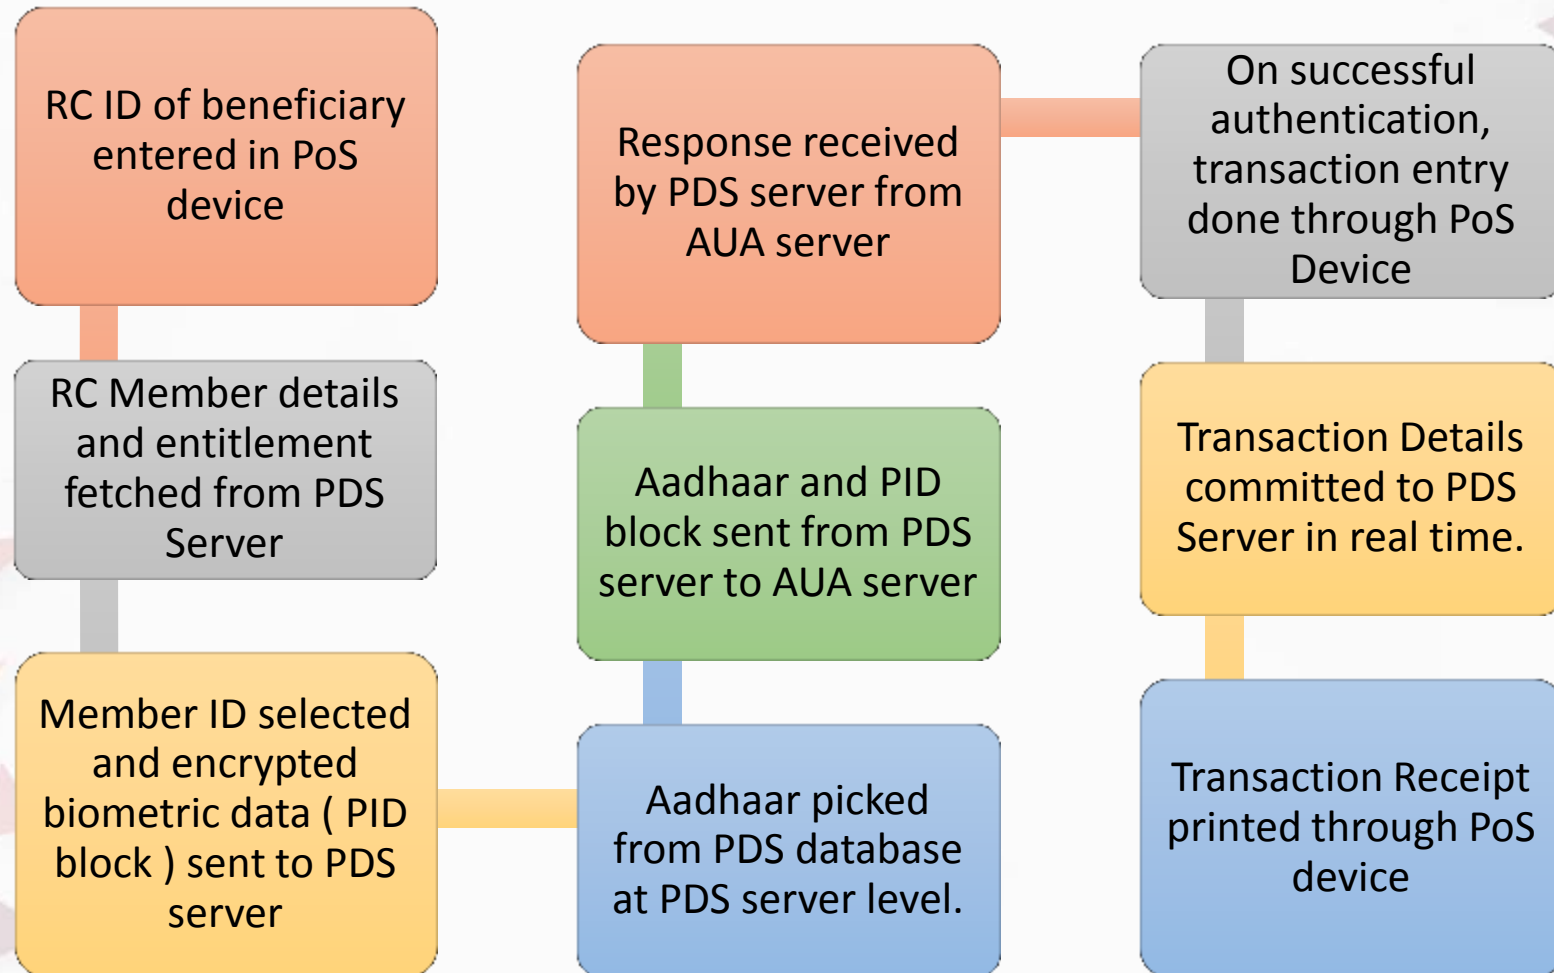 RC ID of beneficiary
entered in PoS
device
RC Member details
and entitlement
fetched from PDS
Server
Member ID selected
and encrypted
biometric data ( PID
block ) sent to PDS
server
Aadhaar picked
from PDS database
at PDS server level.
Aadhaar and PID
block sent from PDS
server to AUA server
Response received
by PDS server from
AUA server
On successful
authentication,
transaction entry
done through PoS
Device
Transaction Details
committed to PDS
Server in real time.
Transaction Receipt
printed through PoS
device